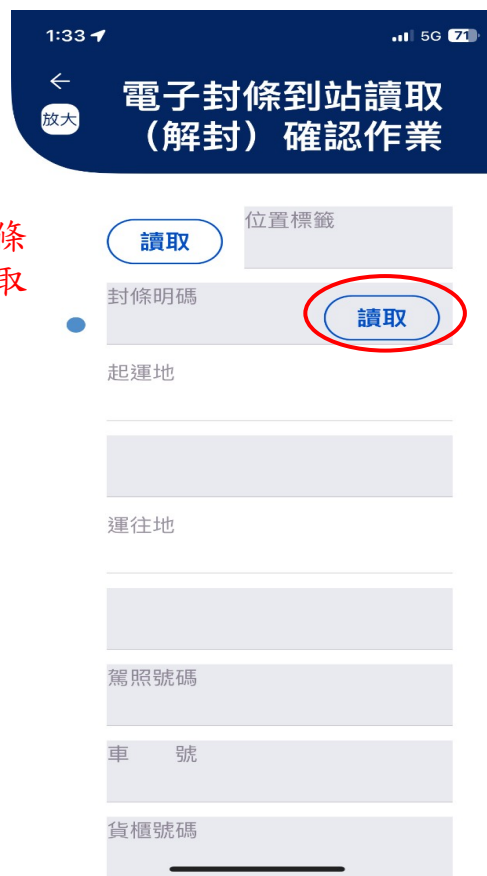 1:33
5G 71
放大
電子封條到站讀取
（解封）確認作業
條
取
讀取
位置標籤
封條明碼
讀取
起運地
運往地
駕照號碼
車　　號
貨櫃號碼